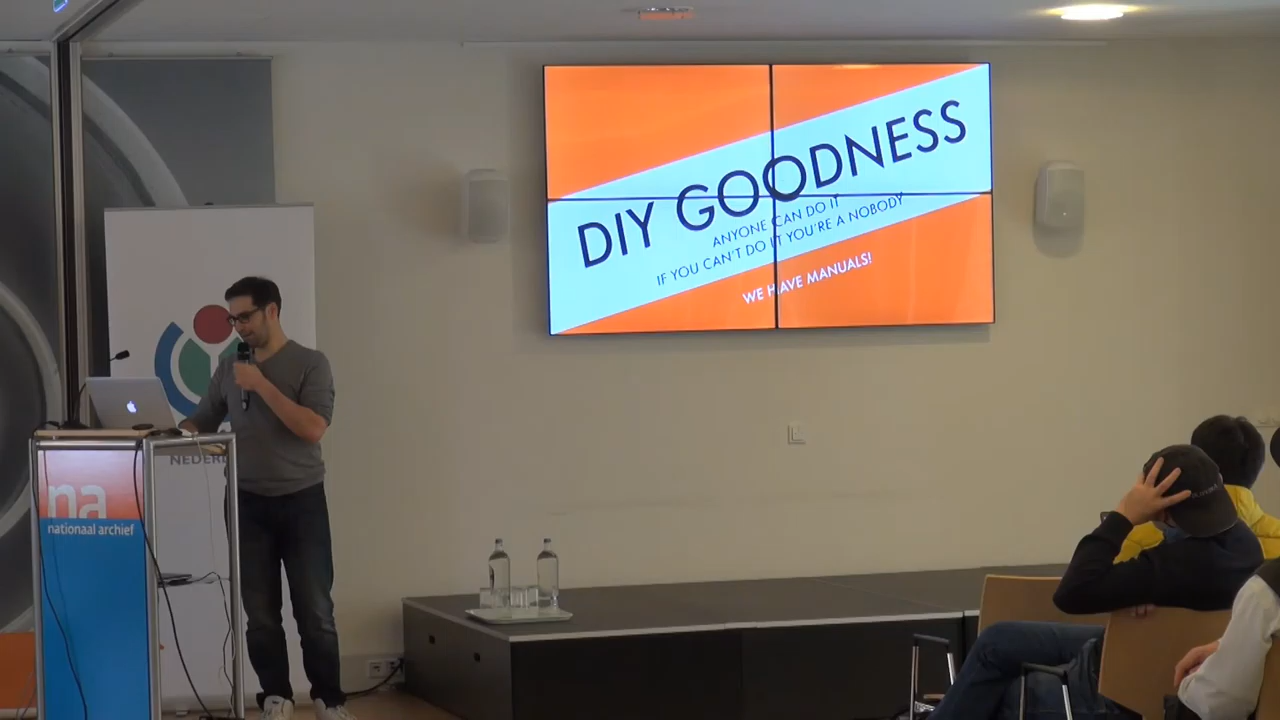 DIY GOODNESS
ANYONE CAN DO IT
IF YOU CAN'T DO IT YOU'RE A NOBODY
WE HAVE MANUALS!
NEDER
na
nationaal archief